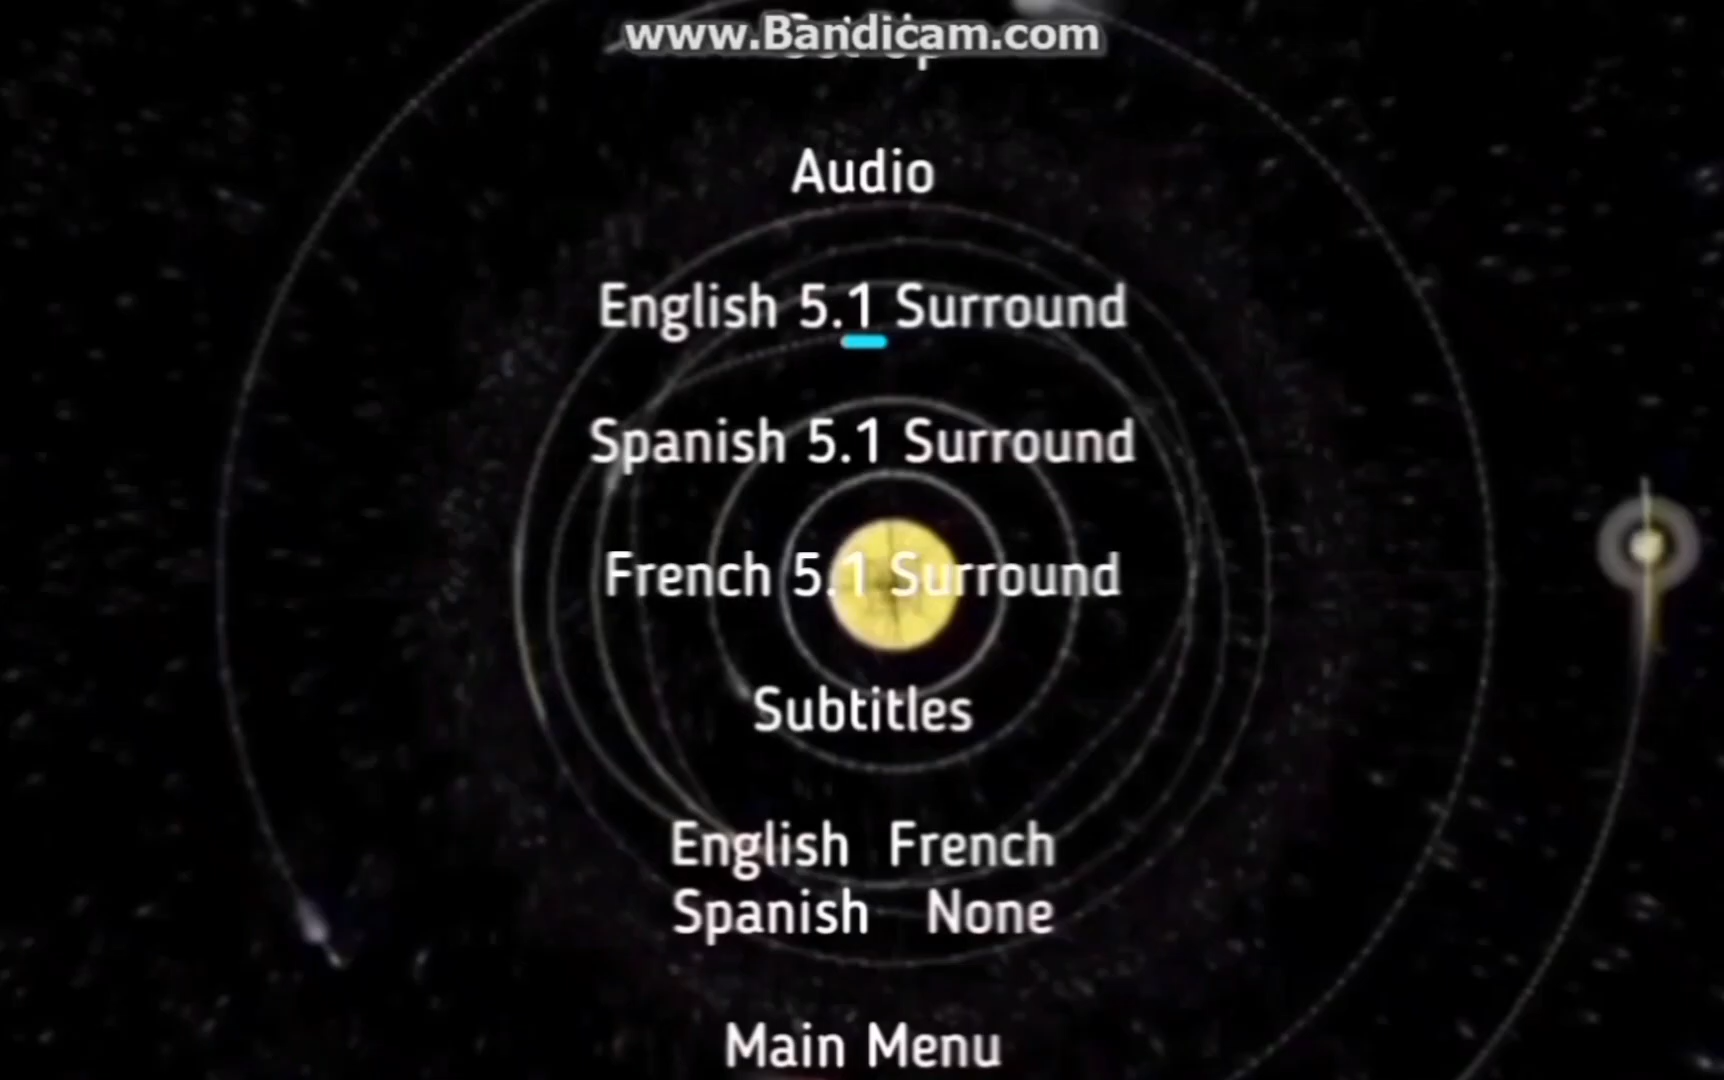 www.Bandicam.com
Audio
English 5.1 Surround
Spanish 5.1 Surround
French 5.1 Surround
Subtitles
English French
Spanish None
Main Menu